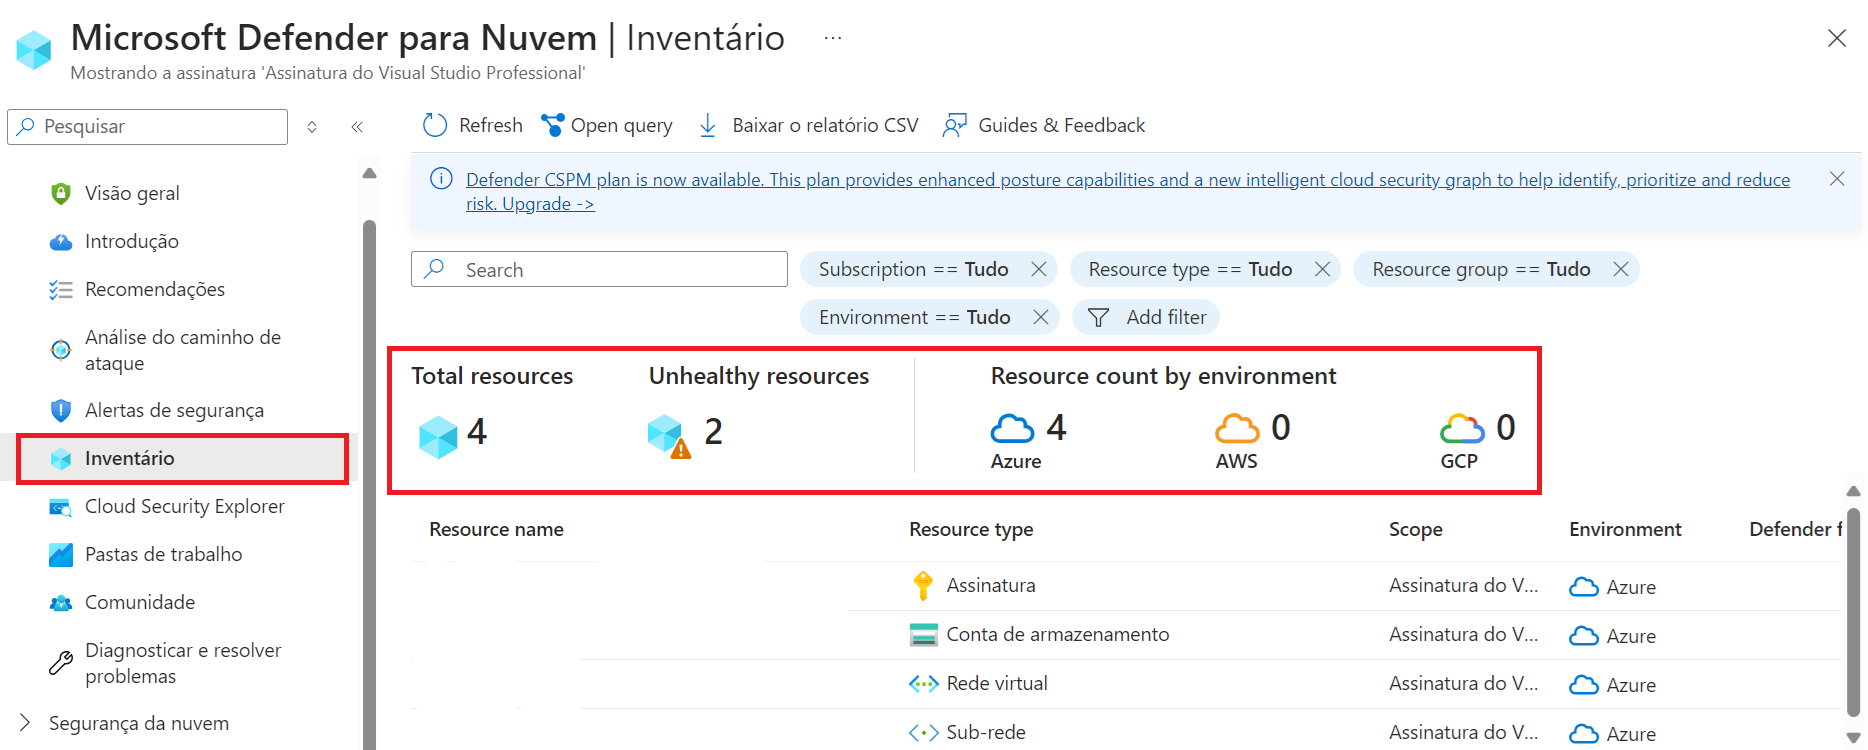 Microsoft Defender para Nuvem | Inventário ...
Mostrando a assinatura 'Assinatura do Visual Studio Professional'
Pesquisar
Visão geral
Introdução
Recomendações
Análise do caminho de
ataque
Alertas de segurança
Inventário
Cloud Security Explorer
Pastas de trabalho
Comunidade
Diagnosticar e resolver
problemas
Segurança da nuvem
Refresh Open query Baixar o relatório CSV Guides & Feedback
Defender CSPM plan is now available. This plan provides enhanced posture capabilities and a new intelligent cloud security graph to help identify, prioritize and reduce
risk. Upgrade ->
Search
Subscription == Tudo Resource type == Tudo Resource group == Tudo
Environment == Tudo Add filter
Total resources Unhealthy resources Resource count by environment
4 2 4 0 0
Azure AWS GCP
Resource name Resource type Scope Environment Defender f
Assinatura Assinatura do V... Azure
Conta de armazenamento Assinatura do V... Azure
Rede virtual Assinatura do V... Azure
Sub-rede Assinatura do V... Azure